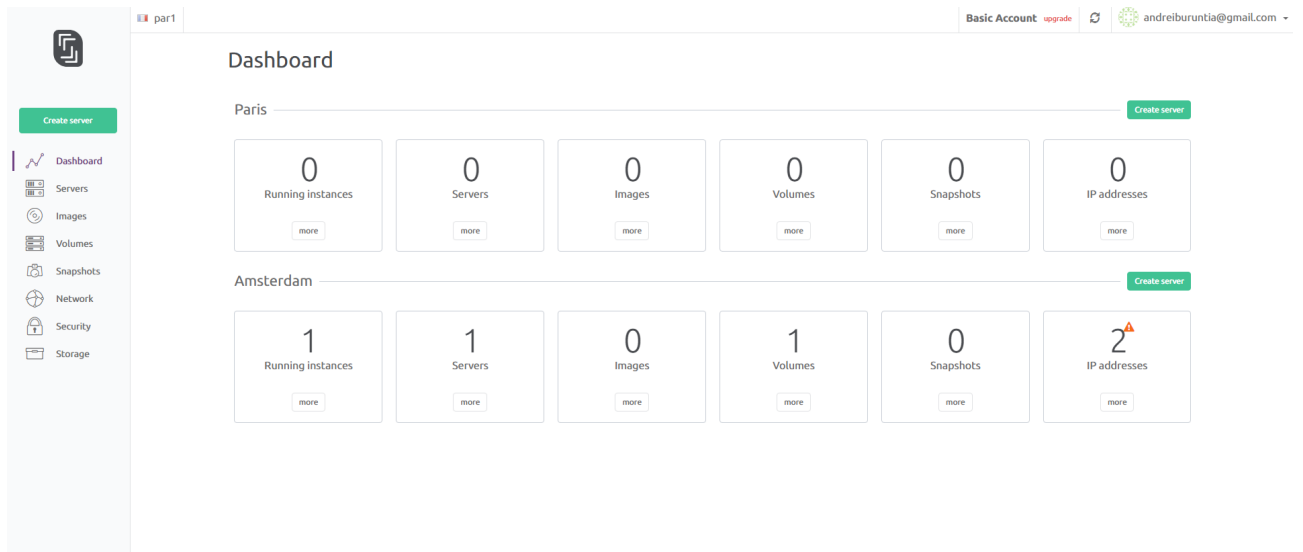 par1
Basic Account upgrade
andreiburuntia@gmail.com
Dashboard
Create server
Dashboard
Servers
Images
Volumes
Snapshots
Network
Security
Storage
Paris
Create server
0 0 0 0 0 0
Running instances Servers Images Volumes Snapshots IP addresses
more more more more more more
Amsterdam
Create server
1 1 0 1 0 2
Running instances Servers Images Volumes Snapshots IP addresses
more more more more more more